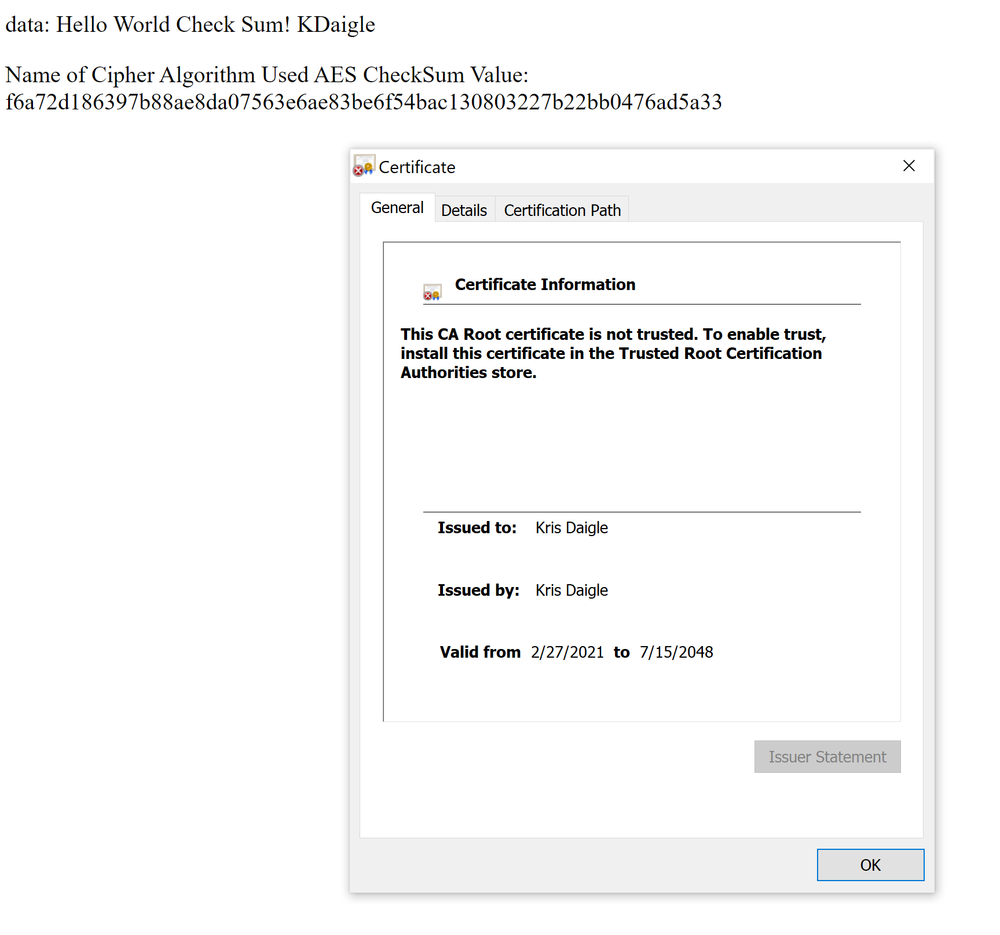 data: Hello World Check Sum! KDaigle
Name of Cipher Algorithm Used AES CheckSum Value:
f6a72d186397b88ae8da07563e6ae83be6f54bac130803227b22bb0476ad5a33
Certificate
General Details Certification Path
Certificate Information
This CA Root certificate is not trusted. To enable trust,
install this certificate in the Trusted Root Certification
Authorities store.
Issued to: Kris Daigle
Issued by: Kris Daigle
Valid from 2/27/2021 to 7/15/2048
Issuer Statement
OK